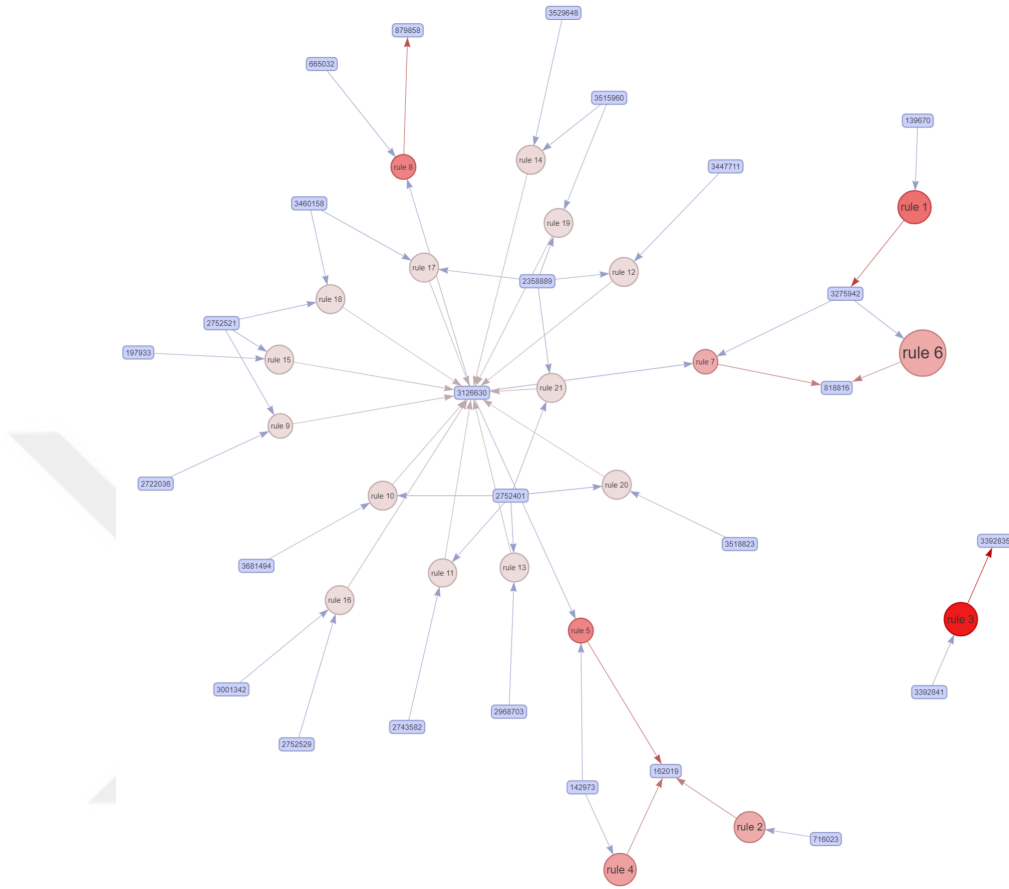 3529648
879858
665032
3515960
139670
rule 14
3447711
rule 8
3460158
rule 1
rule 19
rule 17
rule 12
2358889
3275942
rule 18
2752521
197933
rule 15
rule 6
rule 7
rule 21
818816
3126630
rule 9
2722036
rule 20
rule 10
2752401
3392835
3518823
3681494
rule 13
rule 11
rule 16
rule 3
rule 5
3001342
3392841
2968703
2743582
2752529
162019
142973
rule 2
716023
rule 4